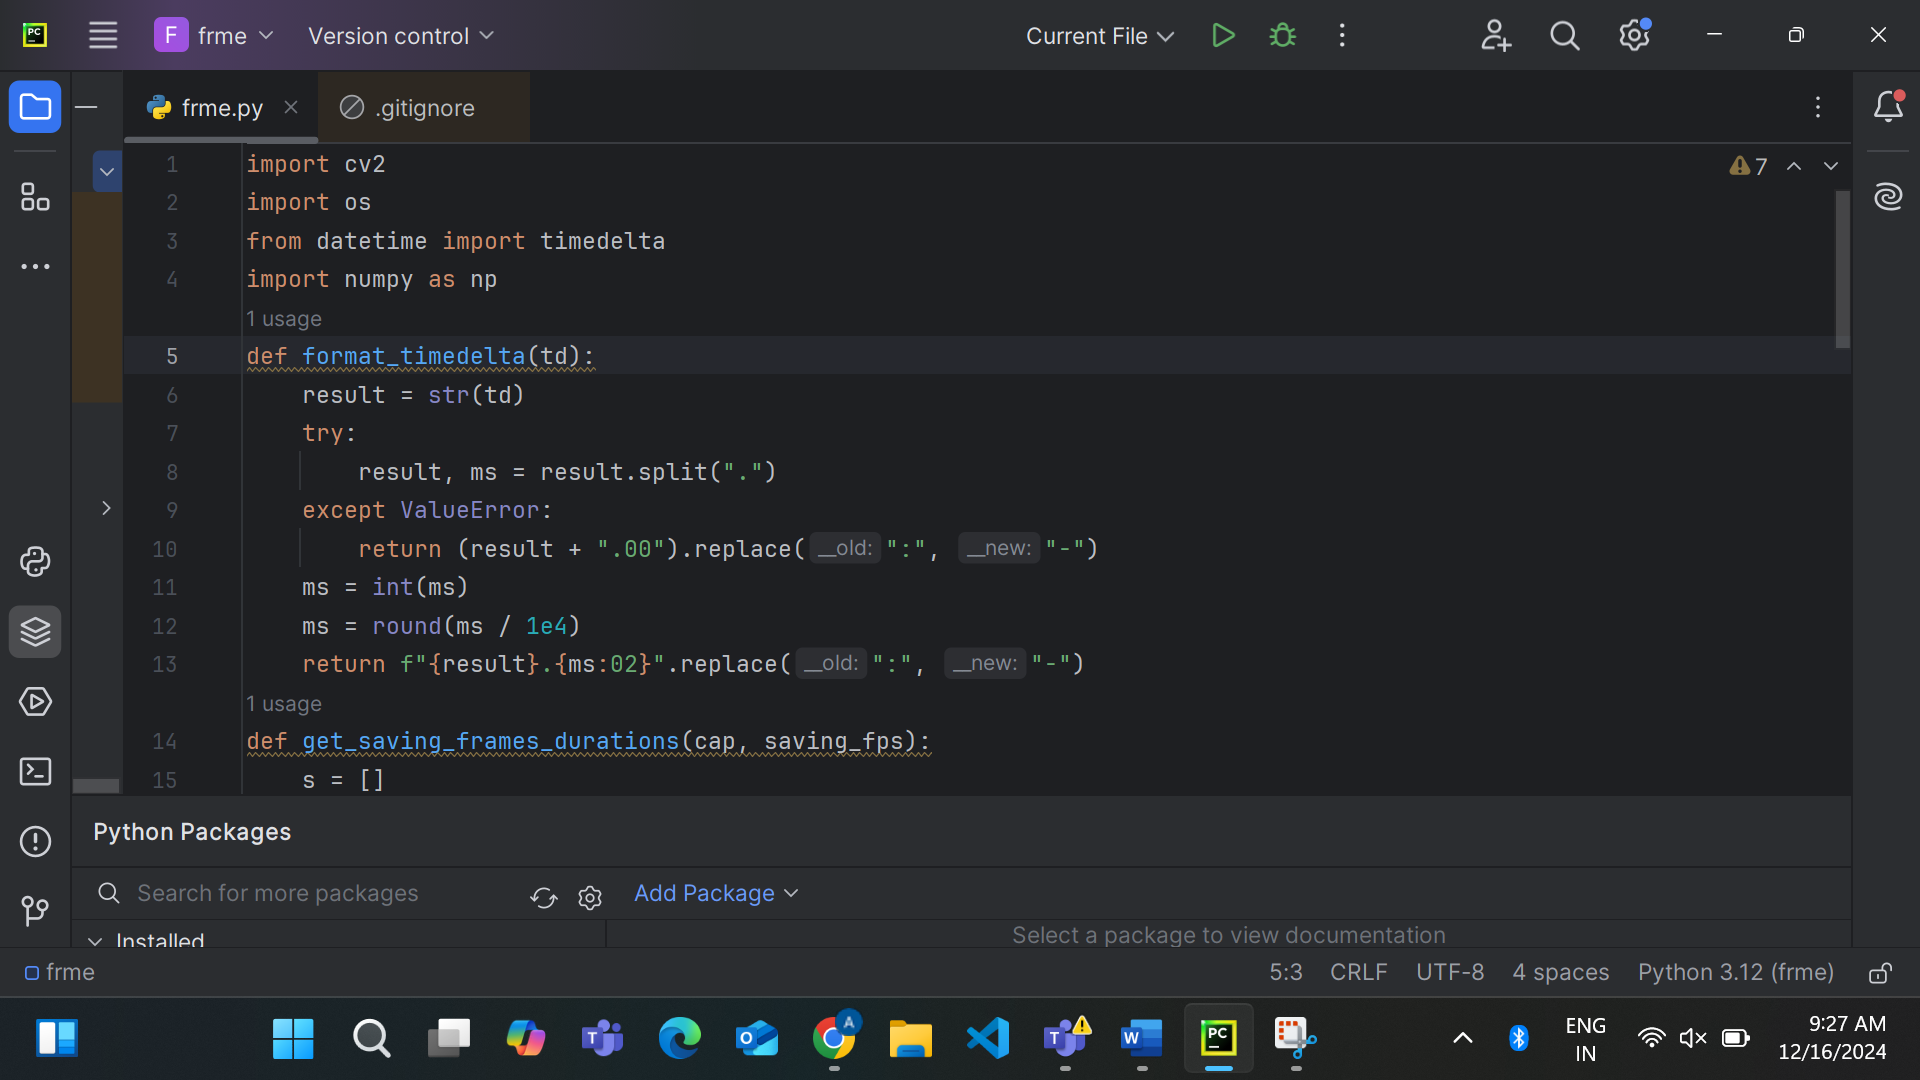 PC F frme Version control Current File
frme.py .gitignore
1 import cv2 7
2 import os
3 from datetime import timedelta
4 import numpy as np
1 usage
5 def format_timedelta(td):
6 result = str(td)
7 try:
8 result, ms = result.split(".")
9 except ValueError:
10 return (result + ".00").replace( __old: ":", __new: "-")
11 ms = int(ms)
12 ms = round(ms / 1e4)
13 return f"{result}.{ms:02}".replace( __old: ":", __new: "-")
1 usage
14 def get_saving_frames_durations(cap, saving_fps):
15 s = []
Python Packages
Search for more packages Add Package
Installed Select a package to view documentation
frme 5:3 CRLF UTF-8 4 spaces Python 3.12 (frme)
T O A T W PC ENG 9:27 AM
IN 12/16/2024